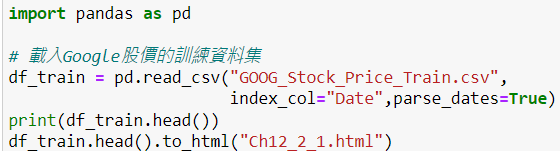 import pandas as pd
# 載入Google股價的訓練資料集
df_train = pd.read_csv("GOOG_Stock_Price_Train.csv",
index_col="Date",parse_dates=True)
print(df_train.head())
df_train.head().to_html("Ch12_2_1.html")